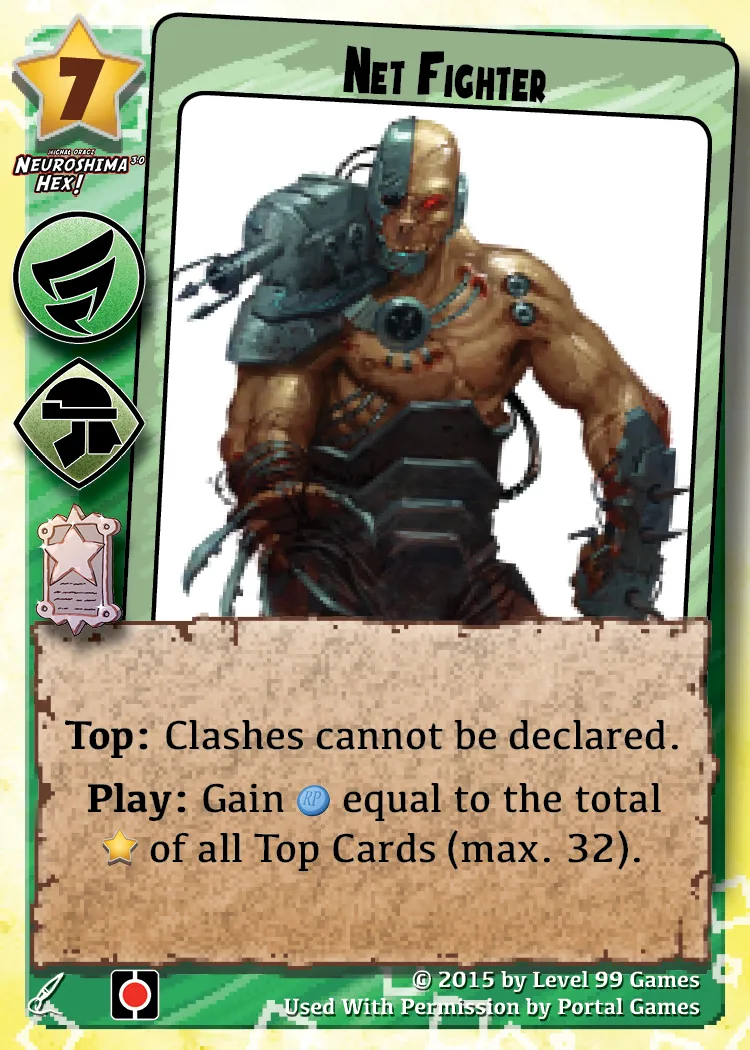 7
NET FIGHTER
MICHAŁ ORACZ
NEUROSHIMA 3.0
HEX!
Top: Clashes cannot be declared.
Play: Gain RP equal to the total
of all Top Cards (max. 32).
© 2015 by Level 99 Games
Used With Permission by Portal Games